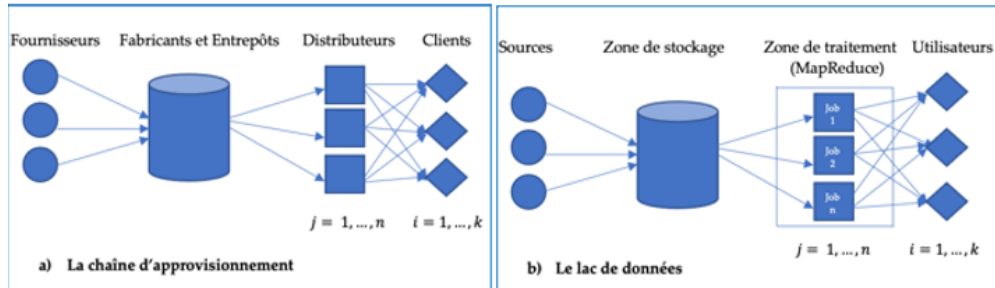 Fournisseurs Fabricants et Entrepôts Distributeurs Clients
j = 1, …, n i = 1, …, k
a) La chaîne d'approvisionnement
Sources Zone de stockage Zone de traitement Utilisateurs
(MapReduce)
Job
1
Job
2
Job
n
j = 1, …, n i = 1, …, k
b) Le lac de données